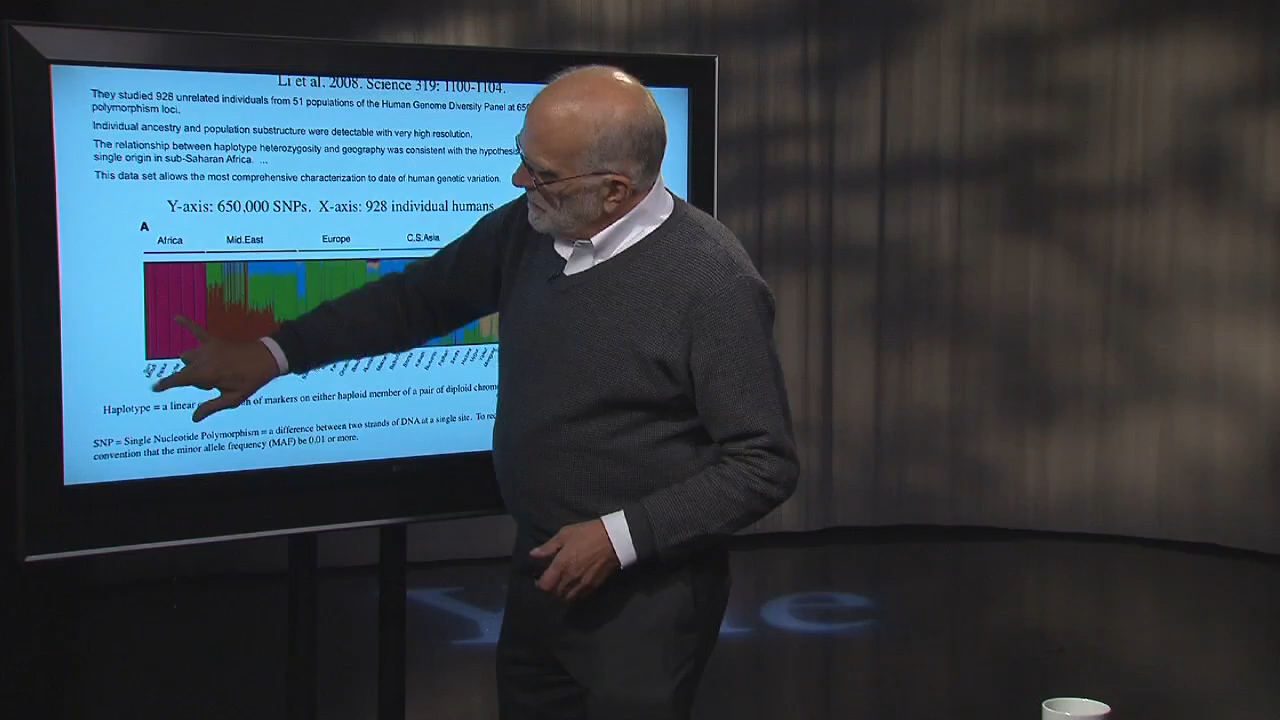 Li et al. 2008. Science 319: 1100-1104.
They studied 928 unrelated individuals from 51 populations of the Human Genome Diversity Panel at
polymorphism loci.
Individual ancestry and population substructure were detectable with very high resolution.
The relationship between haplotype heterozygosity and geography was consistent with the hypothesis
single origin in sub-Saharan Africa. ...
This data set allows the most comprehensive characterization to date of human genetic variation.
Y-axis: 650,000 SNPs. X-axis: 928 individual humans
A
Africa Mid.East Europe C.S.Asia
Haplotype = a linear of markers on either haploid member of a pair of diploid
SNP = Single Nucleotide Polymorphism = a difference between two strands of DNA at a single site. To
convention that the minor allele frequency (MAF) be 0.01 or more.